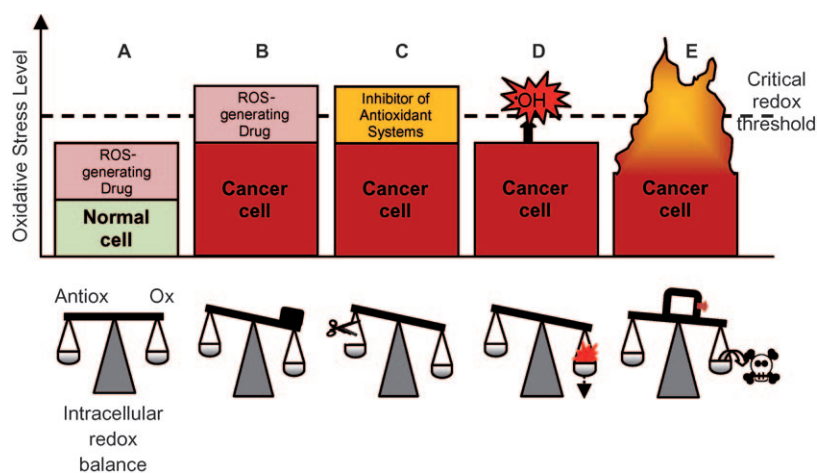 Oxidative Stress Level
A
B
C
D
E
ROS-
generating
Drug
Normal
cell
ROS-
generating
Drug
Cancer
cell
Inhibitor of
Antioxidant
Systems
Cancer
cell
·OH
Cancer
cell
Cancer
cell
Critical
redox
threshold
Antiox
Ox
Intracellular
redox
balance